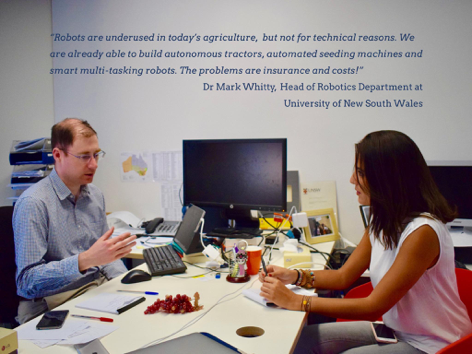 “Robots are underused in today’s agriculture, but not for technical reasons. We
are already able to build autonomous tractors, automated seeding machines and
smart multi-tasking robots. The problems are insurance and costs!”
Dr Mark Whitty, Head of Robotics Department at
University of New South Wales